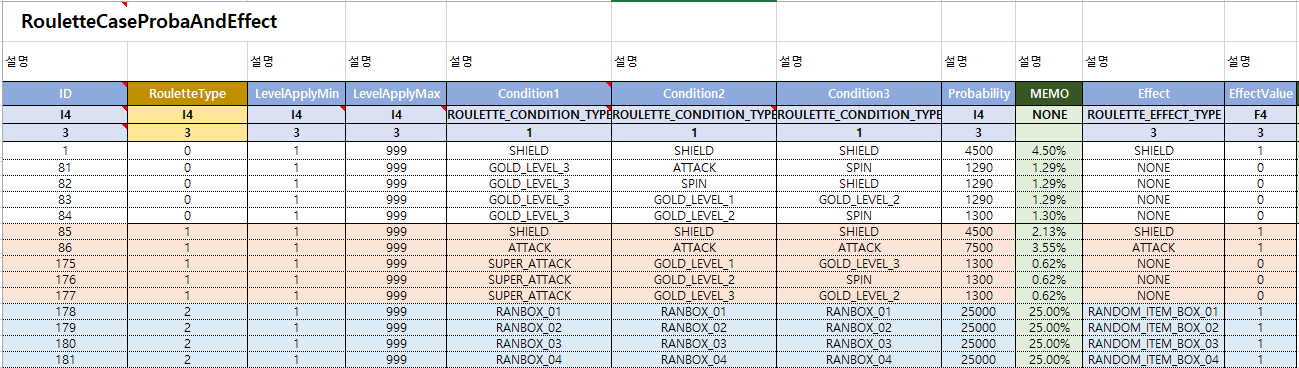 RouletteCaseProbaAndEffect
설명 설명 설명 설명 설명 설명 설명 설명 설명
ID RouletteType LevelApplyMin LevelApplyMax Condition1 Condition2 Condition3 Probability MEMO Effect EffectValue
I4 I4 I4 I4 ROULETTE_CONDITION_TYPE ROULETTE_CONDITION_TYPE ROULETTE_CONDITION_TYPE I4 NONE ROULETTE_EFFECT_TYPE F4
3 3 3 3 1 1 1 3 3 3
1 0 1 999 SHIELD SHIELD SHIELD 4500 4.50% SHIELD 1
81 0 1 999 GOLD_LEVEL_3 ATTACK SPIN 1290 1.29% NONE 0
82 0 1 999 GOLD_LEVEL_3 SPIN SHIELD 1290 1.29% NONE 0
83 0 1 999 GOLD_LEVEL_3 GOLD_LEVEL_1 GOLD_LEVEL_2 1290 1.29% NONE 0
84 0 1 999 GOLD_LEVEL_3 GOLD_LEVEL_2 SPIN 1300 1.30% NONE 0
85 1 1 999 SHIELD SHIELD SHIELD 4500 2.13% SHIELD 1
86 1 1 999 ATTACK ATTACK ATTACK 7500 3.55% ATTACK 1
175 1 1 999 SUPER_ATTACK GOLD_LEVEL_1 GOLD_LEVEL_3 1300 0.62% NONE 0
176 1 1 999 SUPER_ATTACK GOLD_LEVEL_2 SPIN 1300 0.62% NONE 0
177 1 1 999 SUPER_ATTACK GOLD_LEVEL_3 GOLD_LEVEL_2 1300 0.62% NONE 0
178 2 1 999 RANBOX_01 RANBOX_01 RANBOX_01 25000 25.00% RANDOM_ITEM_BOX_01 1
179 2 1 999 RANBOX_02 RANBOX_02 RANBOX_02 25000 25.00% RANDOM_ITEM_BOX_02 1
180 2 1 999 RANBOX_03 RANBOX_03 RANBOX_03 25000 25.00% RANDOM_ITEM_BOX_03 1
181 2 1 999 RANBOX_04 RANBOX_04 RANBOX_04 25000 25.00% RANDOM_ITEM_BOX_04 1